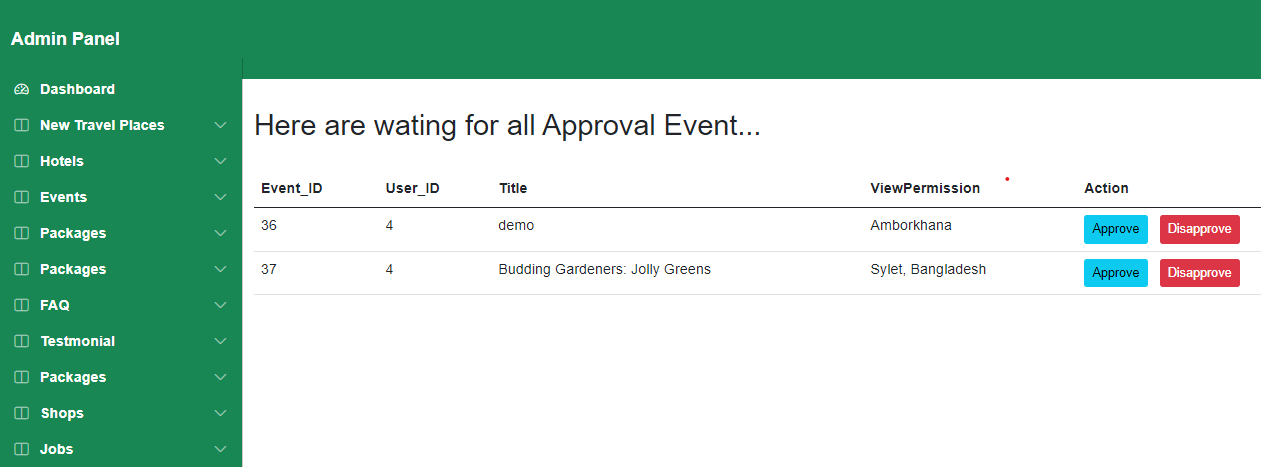 Admin Panel
Dashboard
New Travel Places
Hotels
Events
Packages
Packages
FAQ
Testmonial
Packages
Shops
Jobs
Here are wating for all Approval Event...
Event_ID User_ID Title ViewPermission Action
36 4 demo Amborkhana Approve Disapprove
37 4 Budding Gardeners: Jolly Greens Sylet, Bangladesh Approve Disapprove